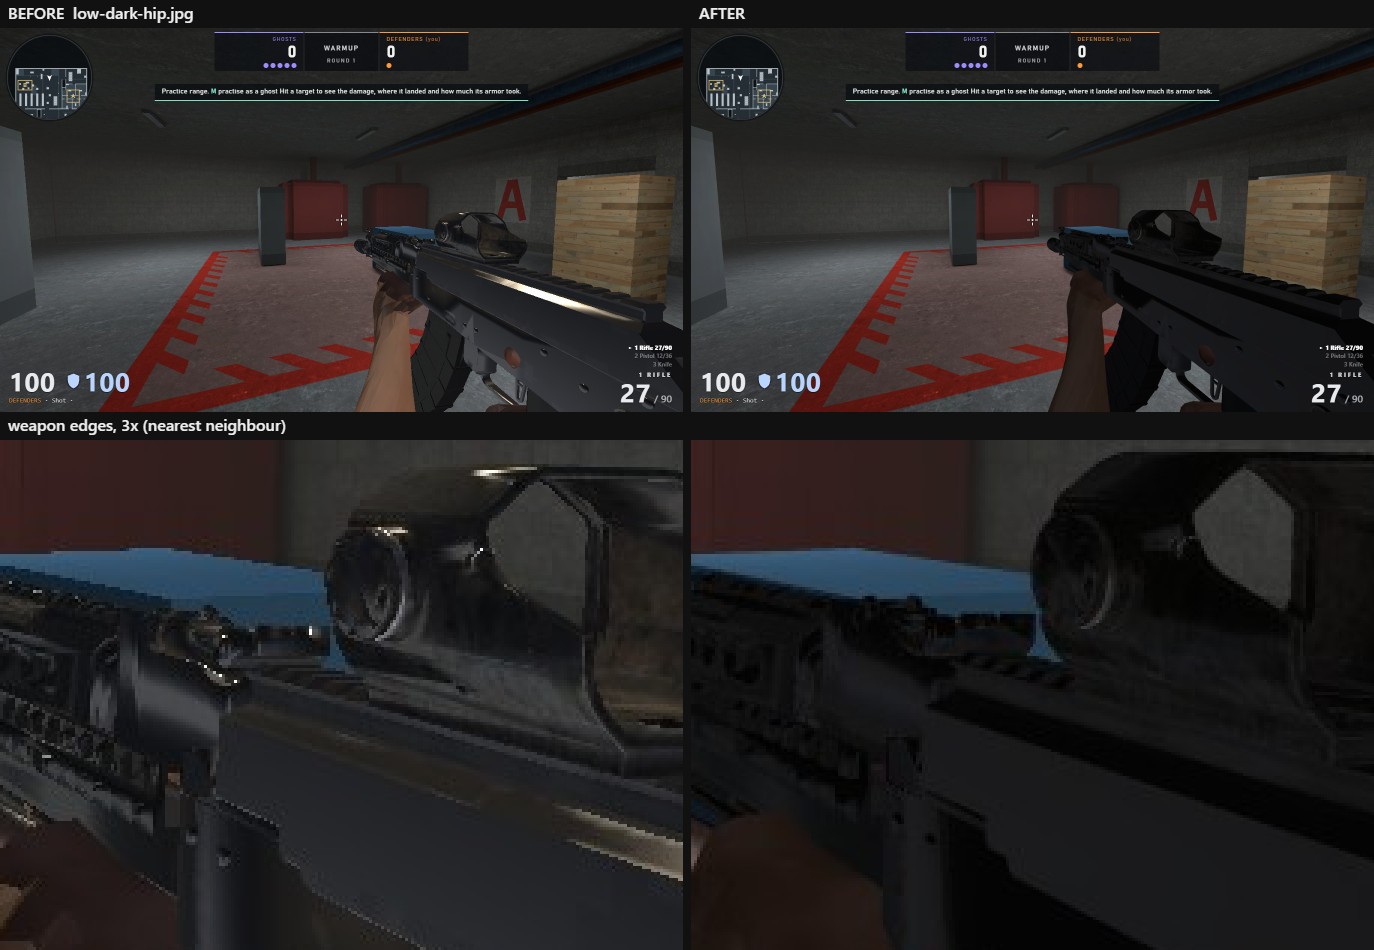 BEFORE low-dark-hip.jpg
AFTER
GHOSTS
0
WARMUP
ROUND 1
DEFENDERS (you)
0
Practice range. M practise as a ghost Hit a target to see the damage, where it landed and how much its armor took.
A
1 Rifle 27/90
2 Pistol 12/36
3 Knife
1 RIFLE
27 / 90
100 100
DEFENDERS - Shot -
GHOSTS
0
WARMUP
ROUND 1
DEFENDERS (you)
0
Practice range. M practise as a ghost Hit a target to see the damage, where it landed and how much its armor took.
A
1 Rifle 27/90
2 Pistol 12/36
3 Knife
1 RIFLE
27 / 90
100 100
DEFENDERS - Shot -
weapon edges, 3x (nearest neighbour)